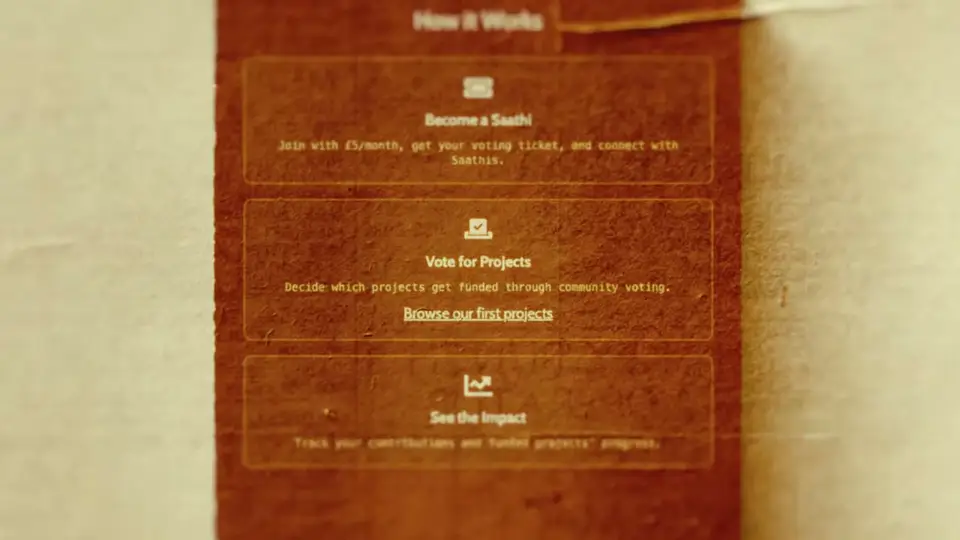 How it Works
Become a Saathi
Join with £5/month, get your voting ticket, and connect with
Saathis.
Vote for Projects
Decide which projects get funded through community voting.
Browse our first projects
See the Impact
Track your contributions and funded projects' progress.